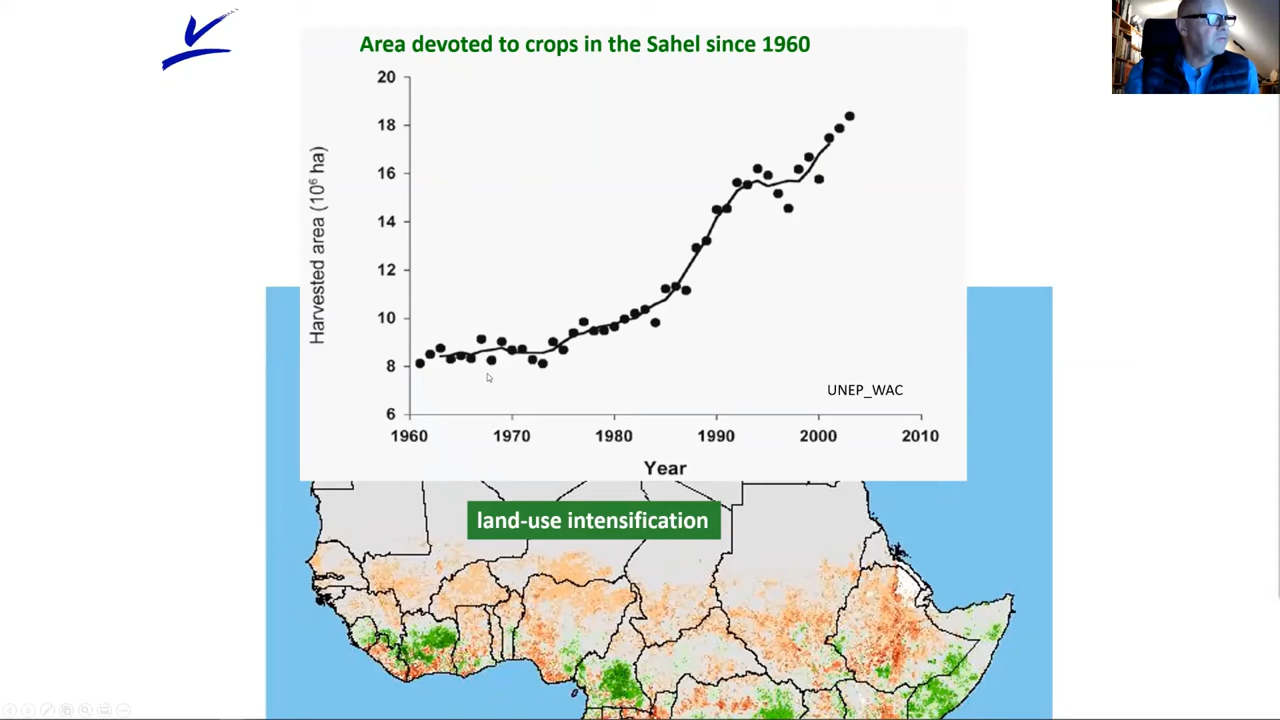 Area devoted to crops in the Sahel since 1960
20
18
16
14
12
10
8
6
Harvested area (10⁶ ha)
UNEP_WAC
1960 1970 1980 1990 2000 2010
Year
land-use intensification